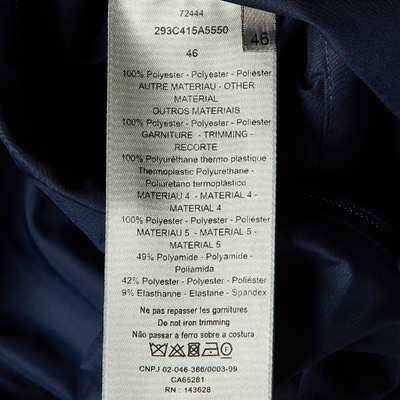 72444
293C415A5550
46
46
100% Polyester - Polyester - Poliéster
AUTRE MATERIAU - OTHER
MATERIAL
OUTROS MATERIAIS
100% Polyester - Polyester - Poliéster
GARNITURE - TRIMMING -
RECORTE
100% Polyuréthane thermo plastique -
Thermoplastic Polyurethane -
Poliuretano termoplástico
MATERIAU 4 - MATERIAL 4 -
MATERIAL 4
100% Polyester - Polyester - Poliéster
MATERIAU 5 - MATERIAL 5 -
MATERIAL 5
49% Polyamide - Polyamide -
Poliamida
42% Polyester - Polyester - Poliéster
9% Elasthanne - Elastane - Spandex
Ne pas repasser les garnitures
Do not iron trimming
Não passar a ferro sobre a costura
CNPJ 02-046-366/0003-99
CA65281
RN : 143628